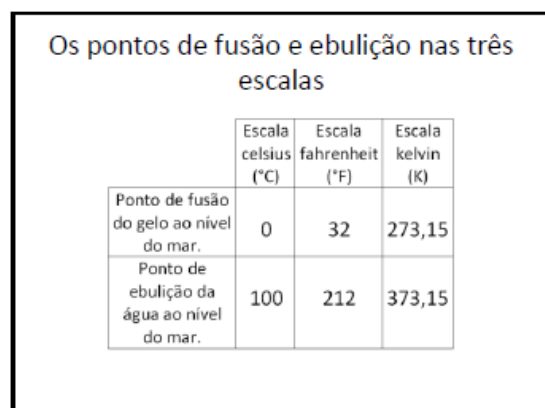 Os pontos de fusão e ebulição nas três
escalas
Escala
celsius
(°C)
Escala
fahrenheit
(°F)
Escala
kelvin
(K)
Ponto de fusão
do gelo ao nível
do mar.
0
32
273,15
Ponto de
ebulição da
água ao nível
do mar.
100
212
373,15